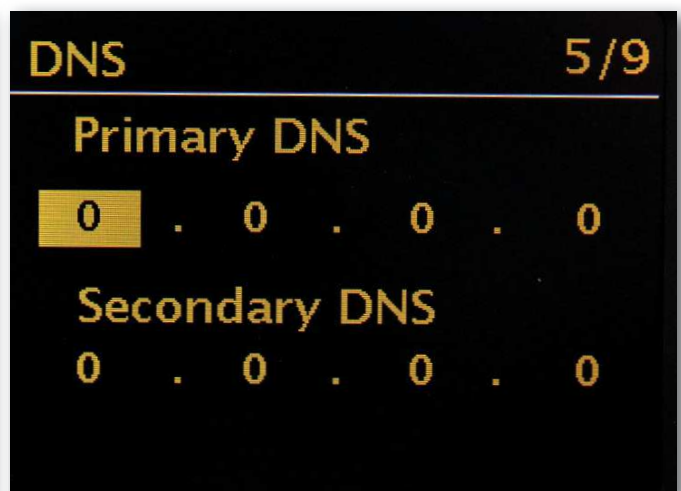 DNS 5/9
Primary DNS
0 . 0 . 0 . 0
Secondary DNS
0 . 0 . 0 . 0